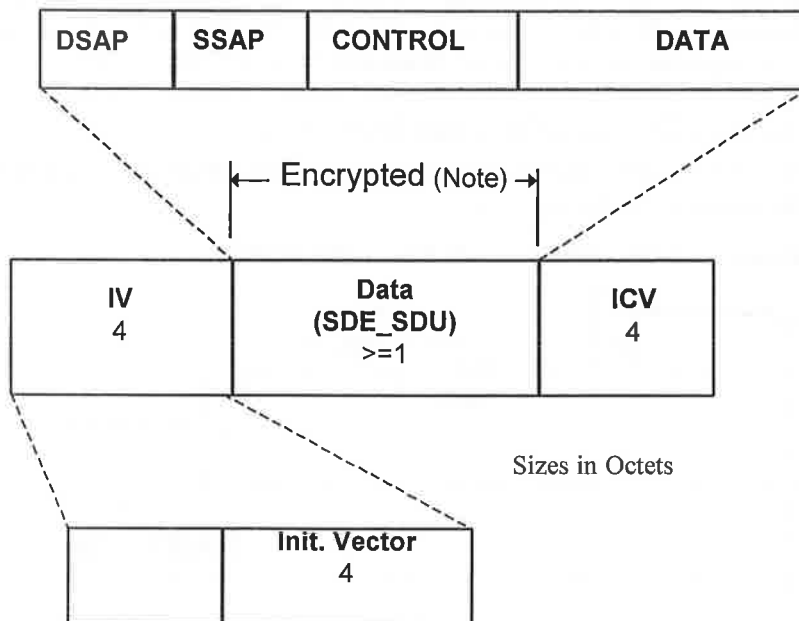 DSAP SSAP CONTROL DATA
Encrypted (Note)
IV
4
Data
(SDE_SDU)
>=1
ICV
4
Sizes in Octets
Init. Vector
4